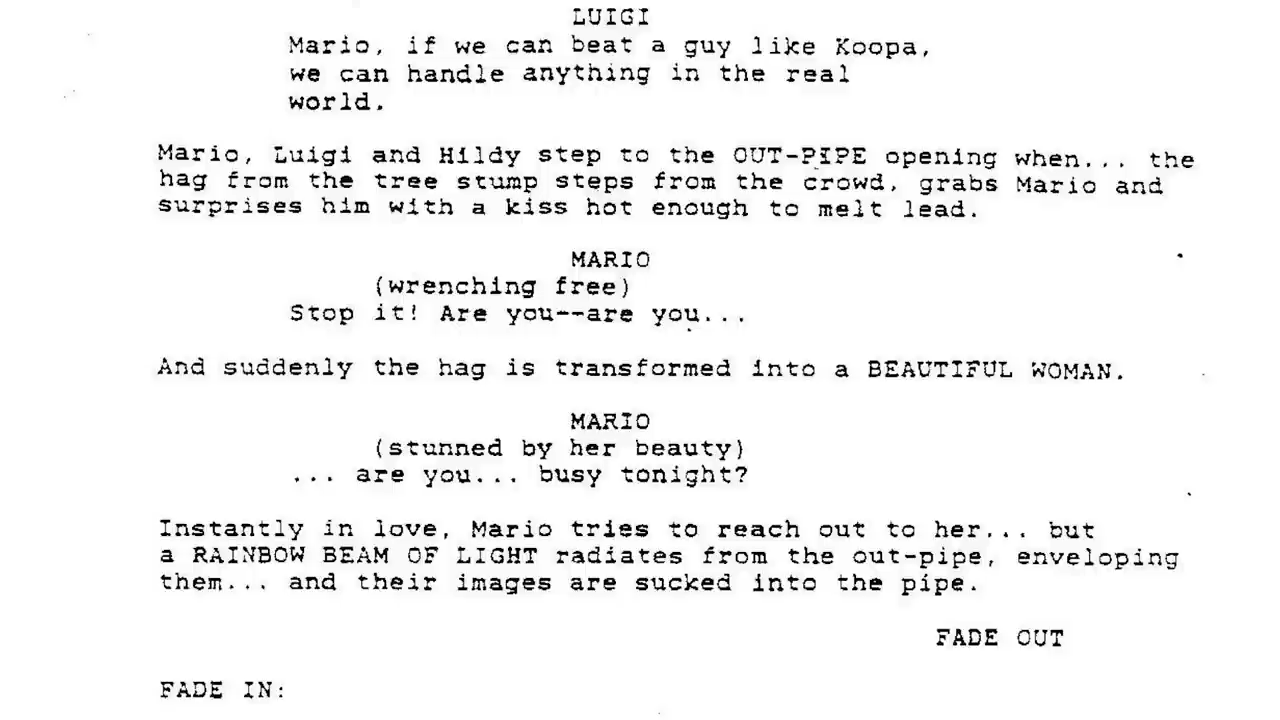 LUIGI
Mario, if we can beat a guy like Koopa,
we can handle anything in the real
world.
Mario, Luigi and Hildy step to the OUT-PIPE opening when... the
hag from the tree stump steps from the crowd, grabs Mario and
surprises him with a kiss hot enough to melt lead.
MARIO
(wrenching free)
Stop it! Are you--are you...
And suddenly the hag is transformed into a BEAUTIFUL WOMAN.
MARIO
(stunned by her beauty)
... are you... busy tonight?
Instantly in love, Mario tries to reach out to her... but
a RAINBOW BEAM OF LIGHT radiates from the out-pipe, enveloping
them... and their images are sucked into the pipe.
FADE OUT
FADE IN: